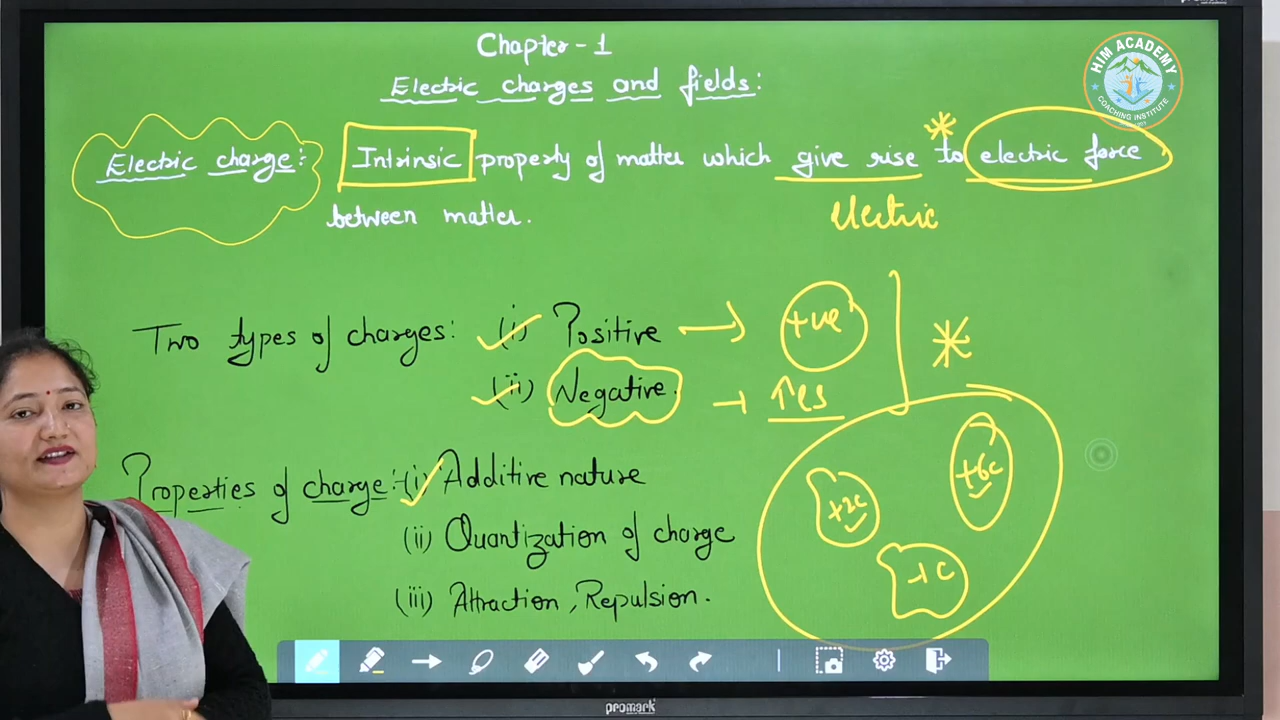 Chapter - 1
Electric charges and fields:
HIM ACADEMY
COACHING INSTITUTE
Electric charge: Intrinsic property of matter which give rise to electric force
between matter.
Electric
Two types of charges: (i) Positive → +ve
(ii) Negative.
Properties of charge:- (i) Additive nature
(ii) Quantization of charge
(iii) Attraction, Repulsion.
+6c
+2c
promark